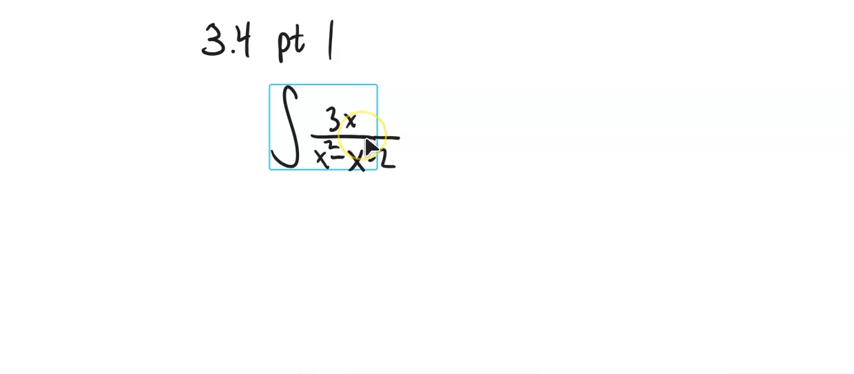 3.4 pt 1
∫ 3x
x² - x - 2